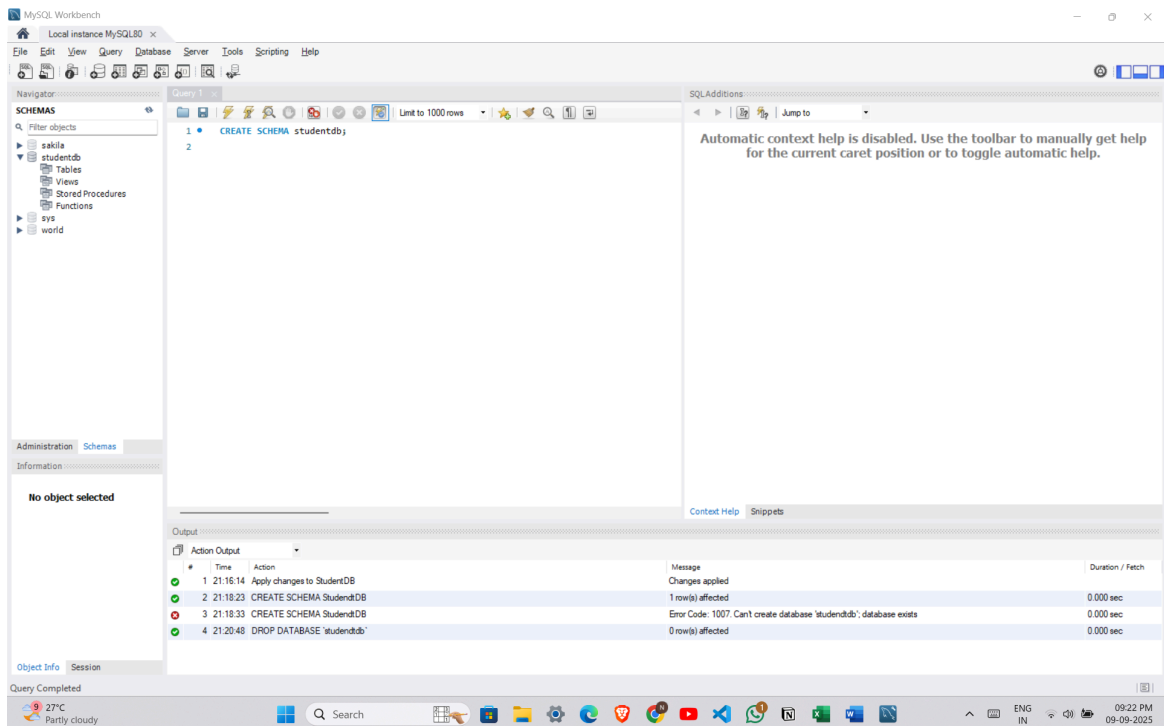 MySQL Workbench
Local instance MySQL80 ×
File Edit View Query Database Server Tools Scripting Help
Navigator
SCHEMAS
Filter objects
sakila
studentdb
Tables
Views
Stored Procedures
Functions
sys
world
Administration Schemas
Information
No object selected
Object Info Session
Query 1 ×
Limit to 1000 rows
1 CREATE SCHEMA studentdb;
2
SQLAdditions
Jump to
Automatic context help is disabled. Use the toolbar to manually get help
for the current caret position or to toggle automatic help.
Context Help Snippets
Output
Action Output
# Time Action Message Duration / Fetch
1 21:16:14 Apply changes to StudentDB Changes applied
2 21:18:23 CREATE SCHEMA StudendtDB 1 row(s) affected 0.000 sec
3 21:18:33 CREATE SCHEMA StudendtDB Error Code: 1007. Can't create database 'studendtdb'; database exists 0.000 sec
4 21:20:48 DROP DATABASE `studendtdb` 0 row(s) affected 0.000 sec
Query Completed
9
27°C
Partly cloudy
Search
N
1
ENG
IN
09:22 PM
09-09-2025